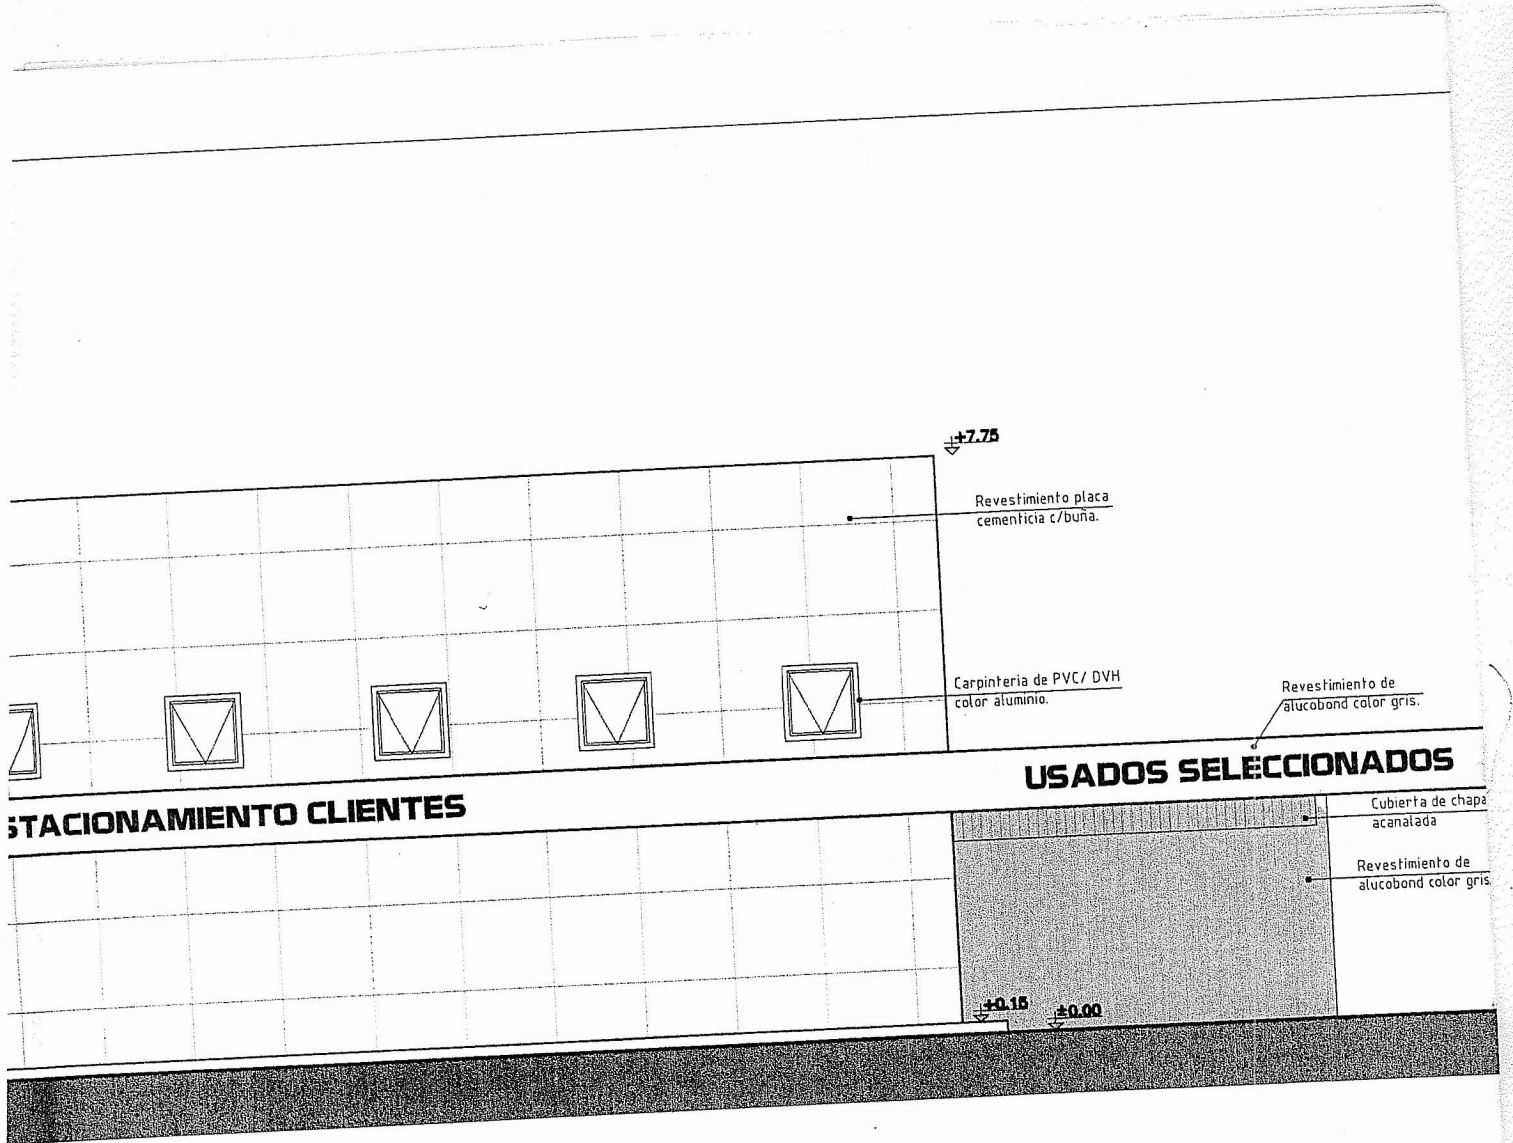 +7.75
Revestimiento placa
cementicia c/buña.
Carpinteria de PVC/ DVH
color aluminio.
Revestimiento de
alucobond color gris.
USADOS SELECCIONADOS
STACIONAMIENTO CLIENTES
Cubierta de chapa
acanalada
Revestimiento de
alucobond color gris.
+0.15
±0.00